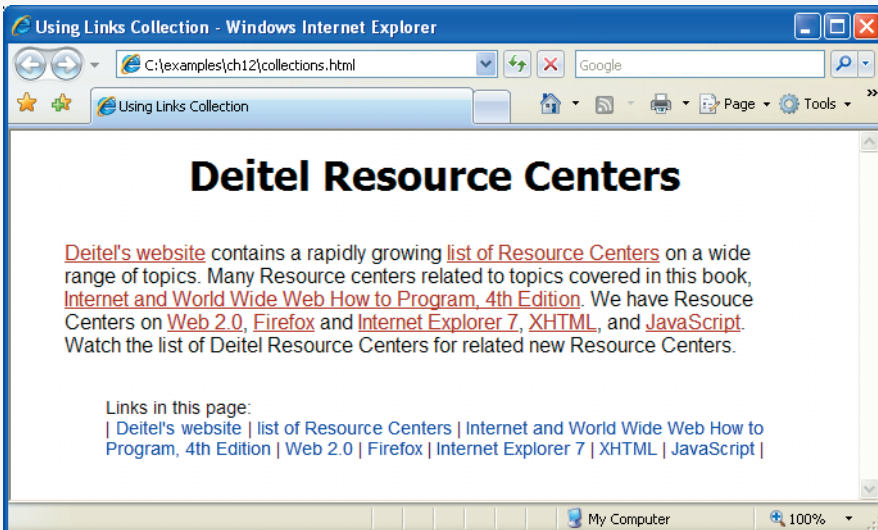 Using Links Collection - Windows Internet Explorer
C:\examples\ch12\collections.html
Google
Using Links Collection
Page
Tools
»
Deitel Resource Centers
Deitel's website contains a rapidly growing list of Resource Centers on a wide
range of topics. Many Resource centers related to topics covered in this book,
Internet and World Wide Web How to Program, 4th Edition. We have Resouce
Centers on Web 2.0, Firefox and Internet Explorer 7, XHTML, and JavaScript.
Watch the list of Deitel Resource Centers for related new Resource Centers.
Links in this page:
| Deitel's website | list of Resource Centers | Internet and World Wide Web How to
Program, 4th Edition | Web 2.0 | Firefox | Internet Explorer 7 | XHTML | JavaScript |
My Computer
100%